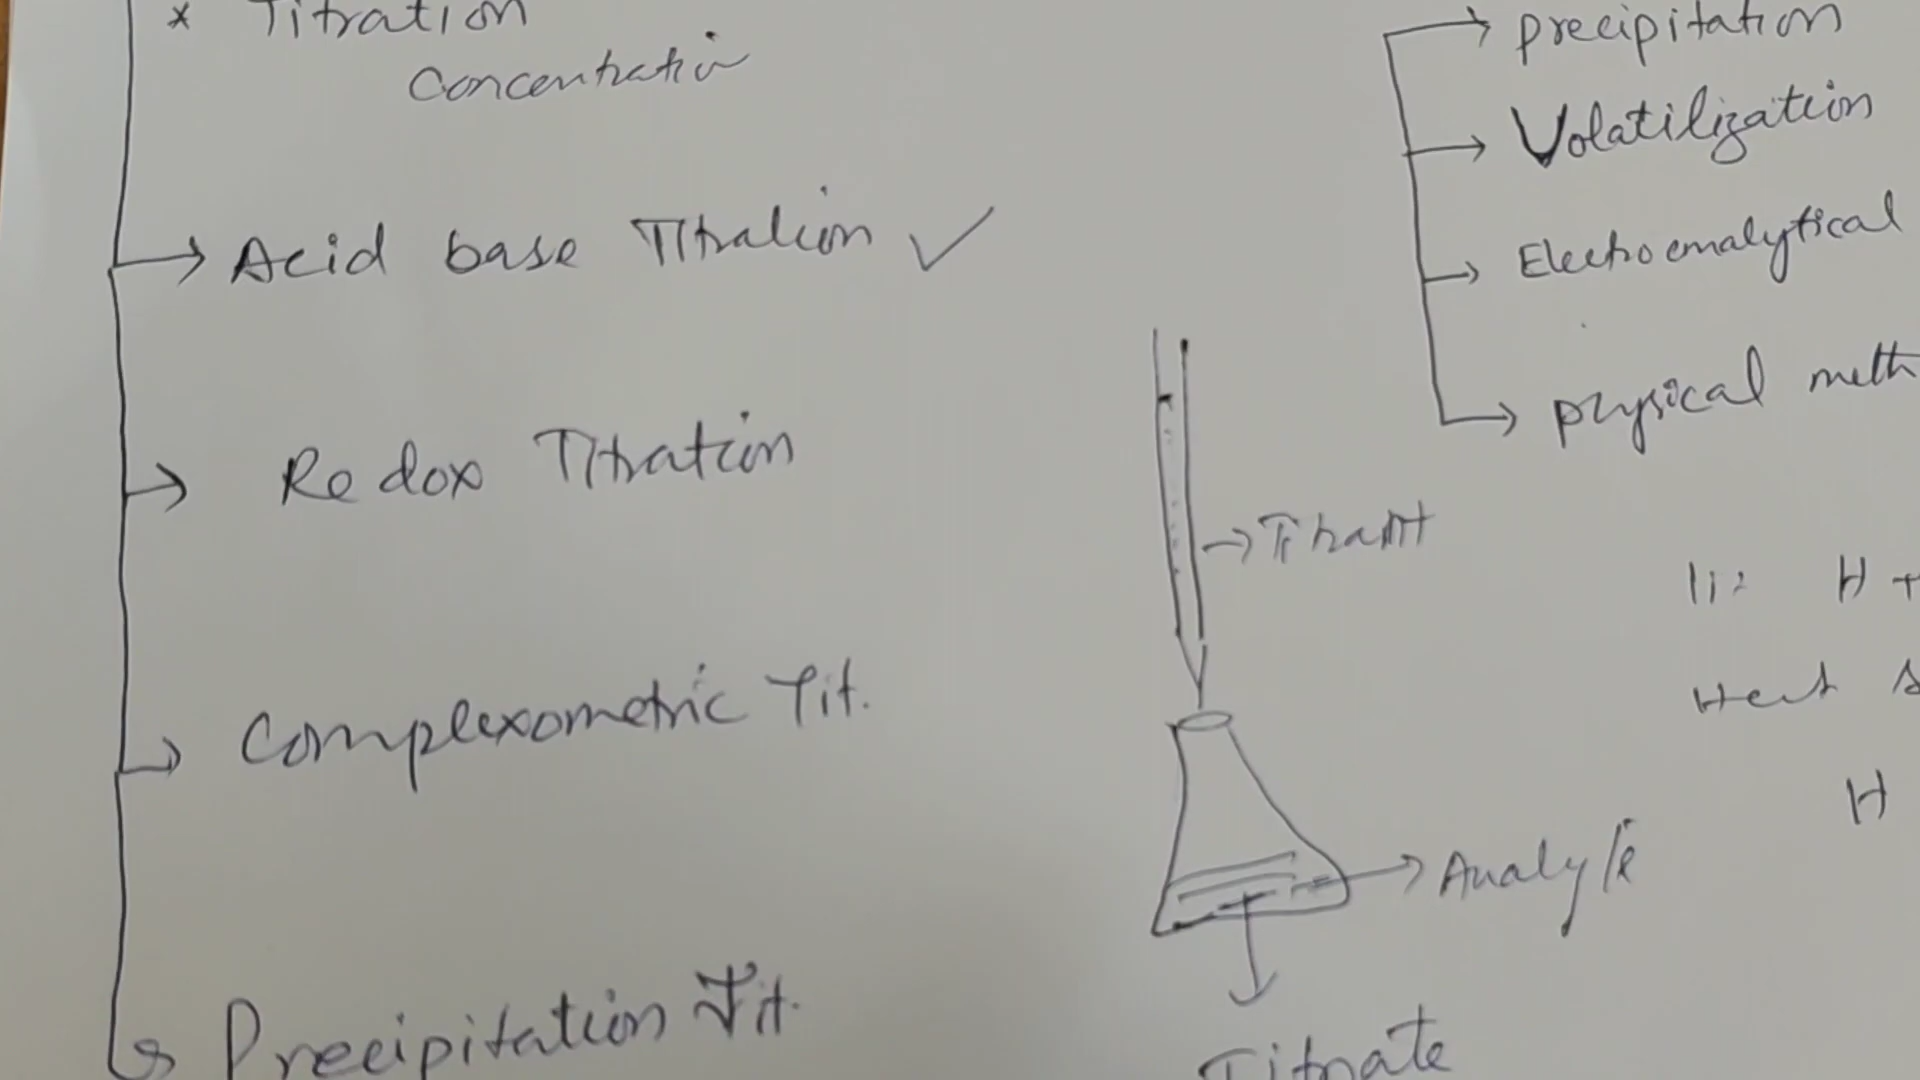 * Titration
Concentration
→ Acid base Titration ✓
→ Redox Titration
→ Complexometric Tit.
→ Precipitation Tit.
→ precipitation
→ Volatilization
→ Electroanalytical
→ physical meth
→ Titrant
→ Analyte
Titrate
H +
H